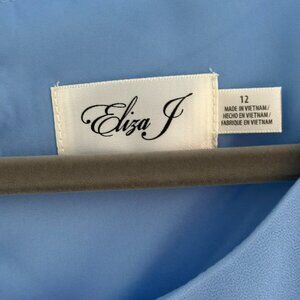 Eliza J
12
MADE IN VIETNAM/
HECHO EN VIETNAM/
FABRIQUE EN VIETNAM